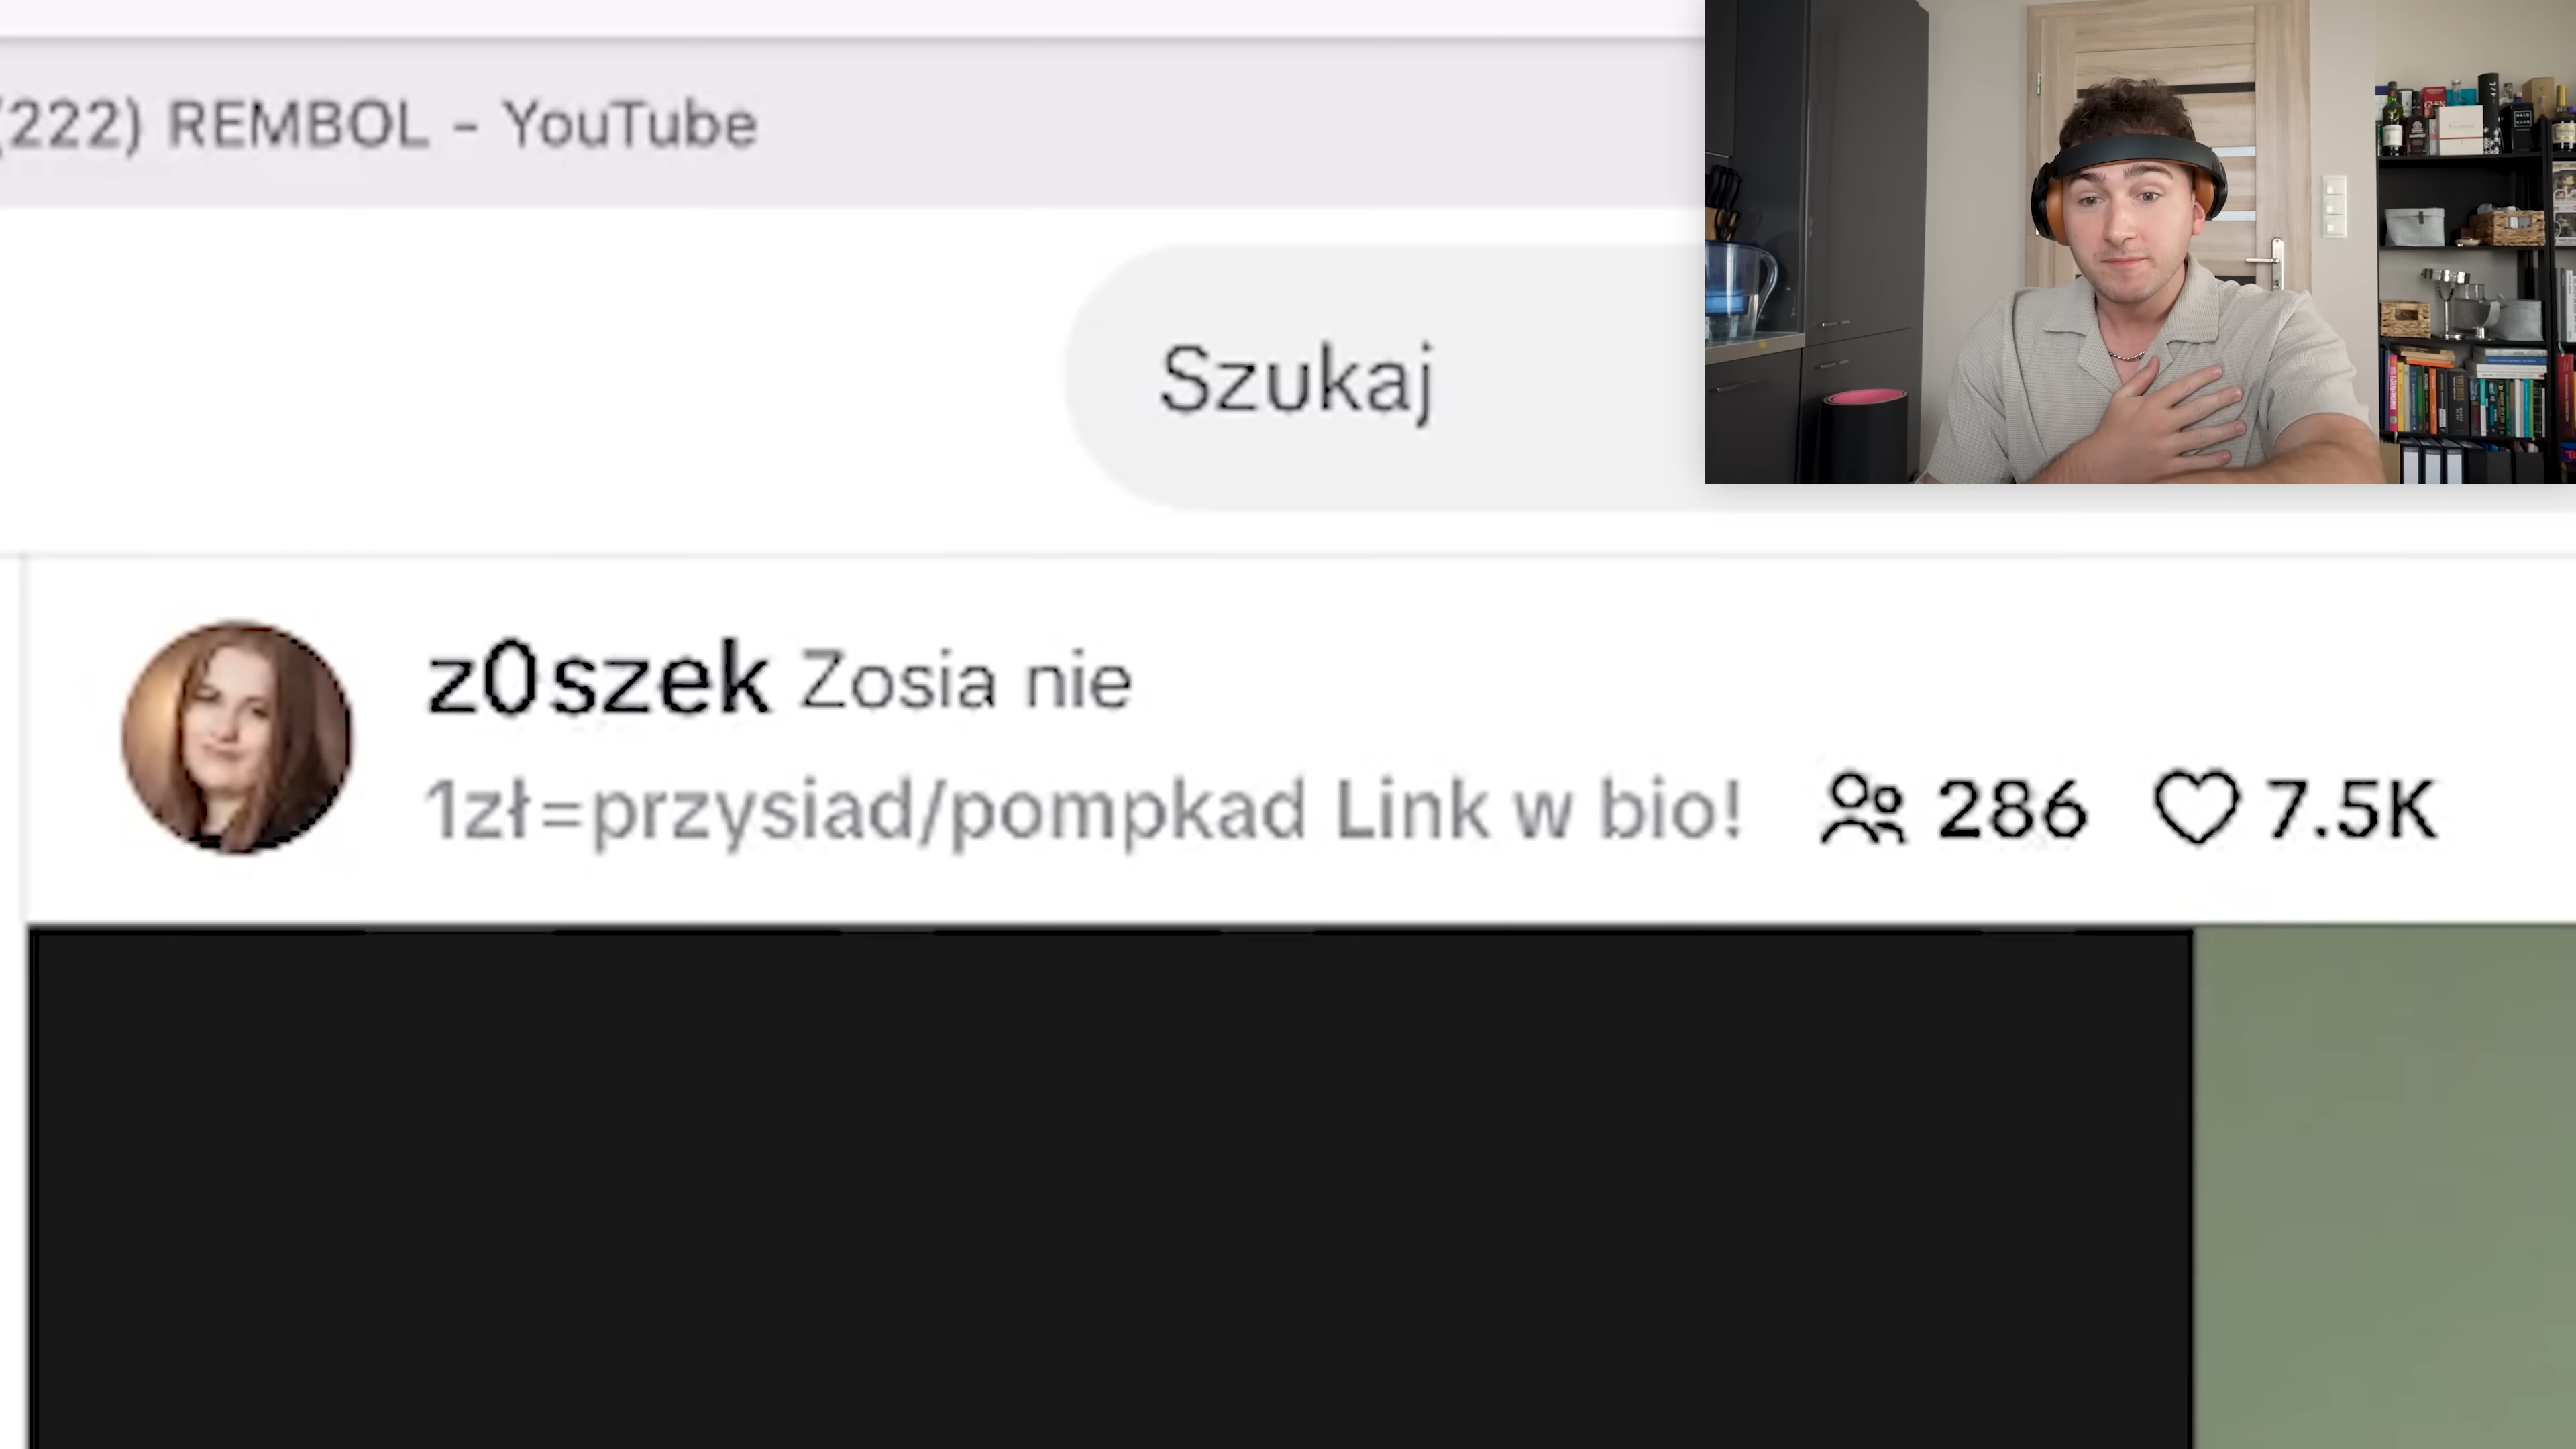 (222) REMBOL - YouTube
Szukaj
z0szek Zosia nie
1zł=przysiad/pompkad Link w bio! 286 7.5K